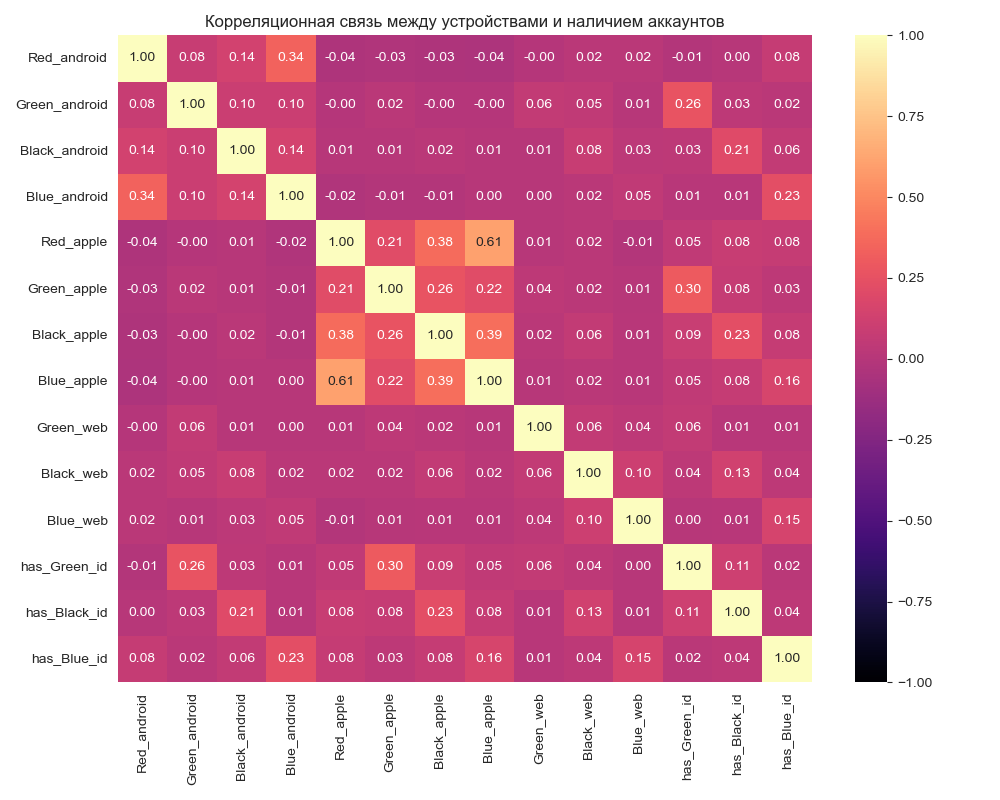 Корреляционная связь между устройствами и наличием аккаунтов
Red_android 1.00 0.08 0.14 0.34 -0.04 -0.03 -0.03 -0.04 -0.00 0.02 0.02 -0.01 0.00 0.08
Green_android 0.08 1.00 0.10 0.10 -0.00 0.02 -0.00 -0.00 0.06 0.05 0.01 0.26 0.03 0.02
Black_android 0.14 0.10 1.00 0.14 0.01 0.01 0.02 0.01 0.01 0.08 0.03 0.03 0.21 0.06
Blue_android 0.34 0.10 0.14 1.00 -0.02 -0.01 -0.01 0.00 0.00 0.02 0.05 0.01 0.01 0.23
Red_apple -0.04 -0.00 0.01 -0.02 1.00 0.21 0.38 0.61 0.01 0.02 -0.01 0.05 0.08 0.08
Green_apple -0.03 0.02 0.01 -0.01 0.21 1.00 0.26 0.22 0.04 0.02 0.01 0.30 0.08 0.03
Black_apple -0.03 -0.00 0.02 -0.01 0.38 0.26 1.00 0.39 0.02 0.06 0.01 0.09 0.23 0.08
Blue_apple -0.04 -0.00 0.01 0.00 0.61 0.22 0.39 1.00 0.01 0.02 0.01 0.05 0.08 0.16
Green_web -0.00 0.06 0.01 0.00 0.01 0.04 0.02 0.01 1.00 0.06 0.04 0.06 0.01 0.01
Black_web 0.02 0.05 0.08 0.02 0.02 0.02 0.06 0.02 0.06 1.00 0.10 0.04 0.13 0.04
Blue_web 0.02 0.01 0.03 0.05 -0.01 0.01 0.01 0.01 0.04 0.10 1.00 0.00 0.01 0.15
has_Green_id -0.01 0.26 0.03 0.01 0.05 0.30 0.09 0.05 0.06 0.04 0.00 1.00 0.11 0.02
has_Black_id 0.00 0.03 0.21 0.01 0.08 0.08 0.23 0.08 0.01 0.13 0.01 0.11 1.00 0.04
has_Blue_id 0.08 0.02 0.06 0.23 0.08 0.03 0.08 0.16 0.01 0.04 0.15 0.02 0.04 1.00
Red_android
Green_android
Black_android
Blue_android
Red_apple
Green_apple
Black_apple
Blue_apple
Green_web
Black_web
Blue_web
has_Green_id
has_Black_id
has_Blue_id
1.00
0.75
0.50
0.25
0.00
−0.25
−0.50
−0.75
−1.00